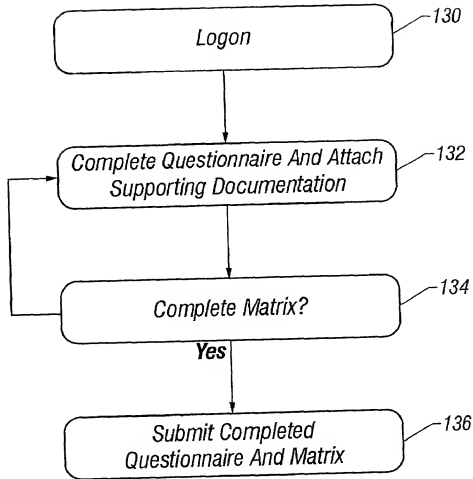 Logon
130
Complete Questionnaire And Attach
Supporting Documentation
132
Complete Matrix?
134
Yes
Submit Completed
Questionnaire And Matrix
136